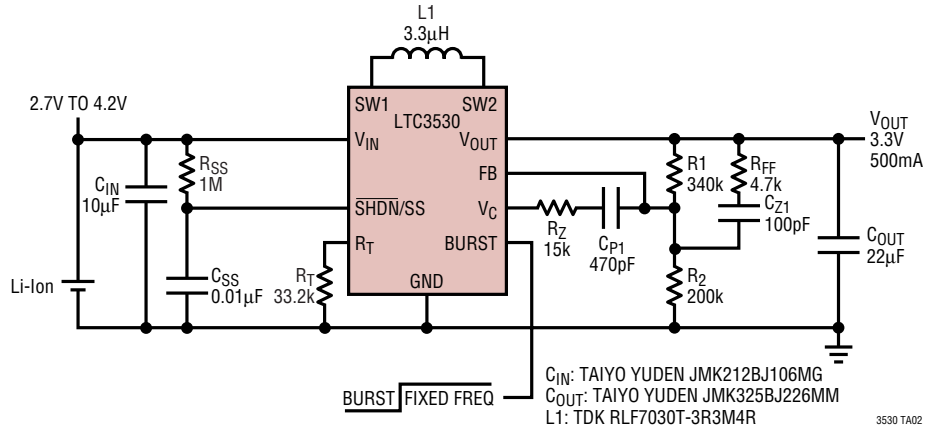 L1
3.3µH
2.7V TO 4.2V
SW1
SW2
LTC3530
VIN
VOUT
FB
SHDN/SS
VC
RT
BURST
GND
RSS
1M
CIN
10µF
Li-Ion
CSS
0.01µF
RT
33.2k
RZ
15k
CP1
470pF
R1
340k
RFF
4.7k
CZ1
100pF
R2
200k
VOUT
3.3V
500mA
COUT
22µF
BURST FIXED FREQ
CIN: TAIYO YUDEN JMK212BJ106MG
COUT: TAIYO YUDEN JMK325BJ226MM
L1: TDK RLF7030T-3R3M4R
3530 TA02